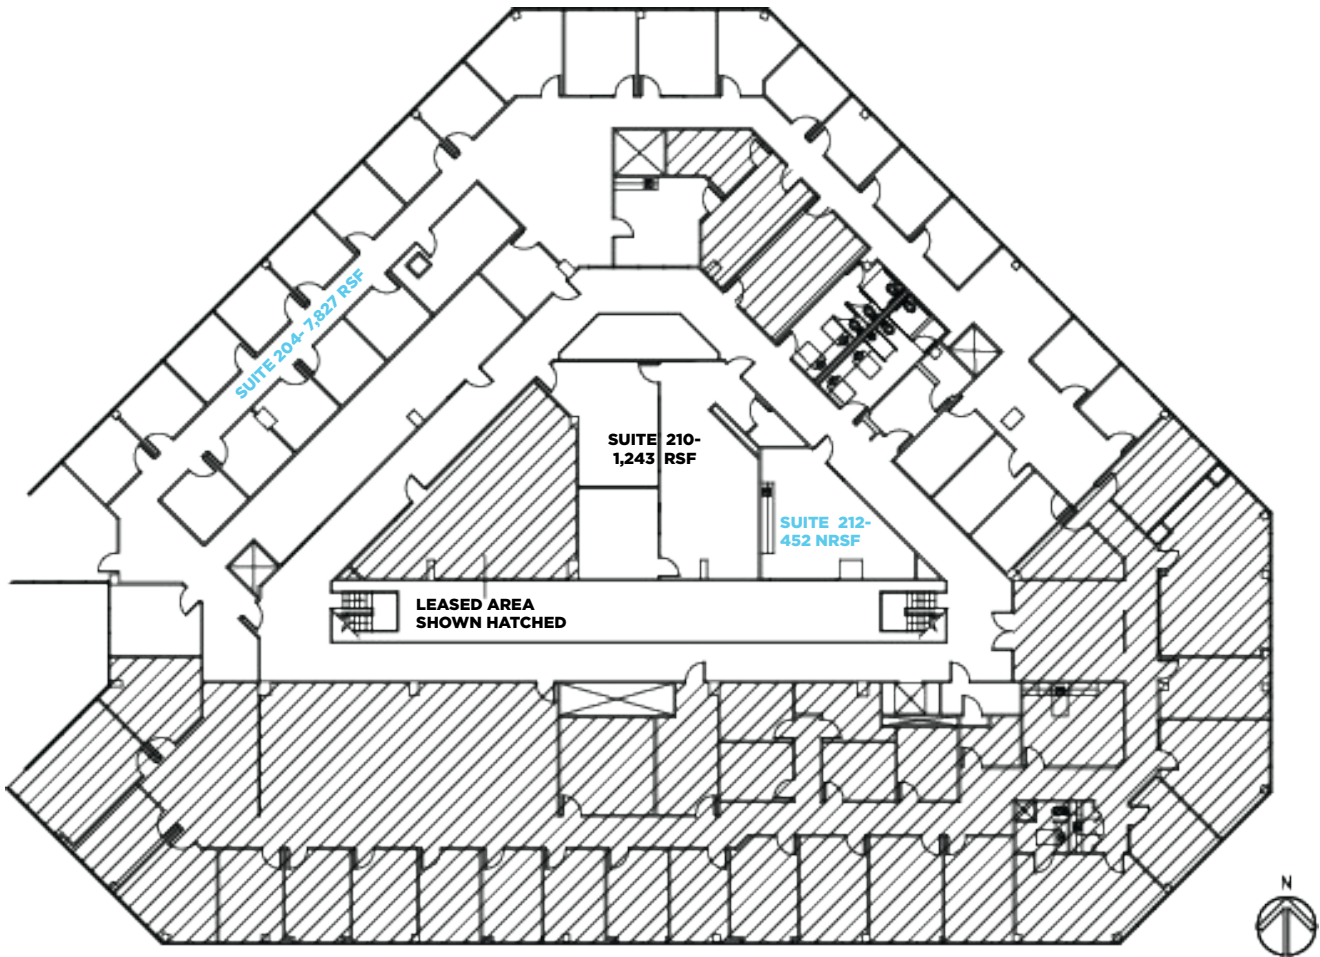 SUITE 204- 7,827 RSF
SUITE 210-
1,243 RSF
SUITE 212-
452 NRSF
LEASED AREA
SHOWN HATCHED
N